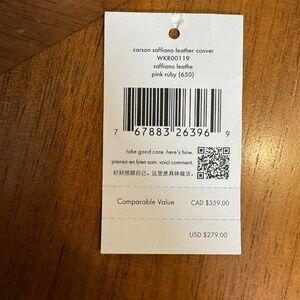 carson saffiano leather conver
WKR00119
saffiano leathe
pink ruby (650)
7 67883 26396 9
take good care. here's how.
prenez-en bien soin. voici comment.
好好照顾自己。这里是具体做法。
Comparable Value CAD $359.00
USD $279.00